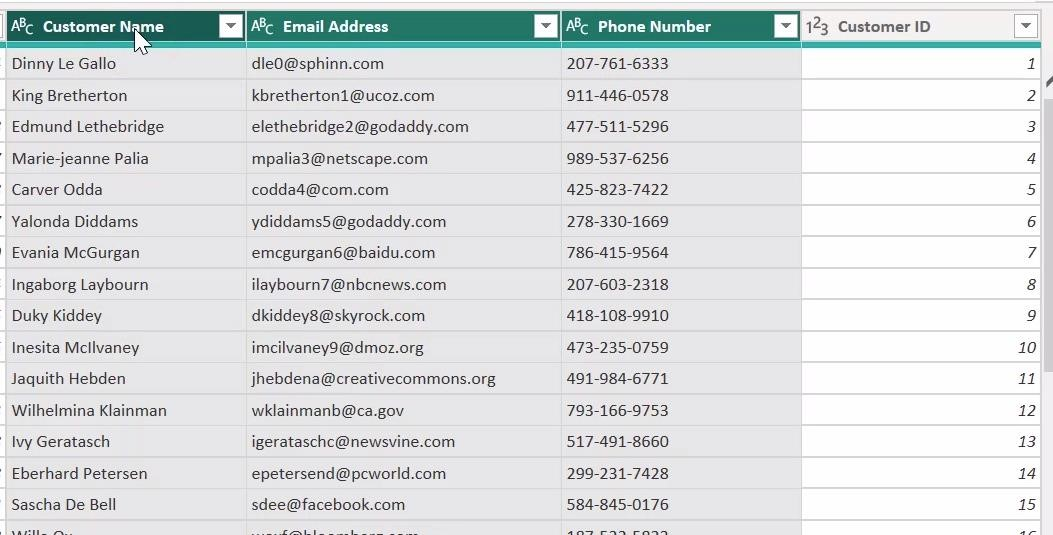 ABC Customer Name ABC Email Address ABC Phone Number 123 Customer ID
Dinny Le Gallo dle0@sphinn.com 207-761-6333 1
King Bretherton kbretherton1@ucoz.com 911-446-0578 2
Edmund Lethebridge elethebridge2@godaddy.com 477-511-5296 3
Marie-jeanne Palia mpalia3@netscape.com 989-537-6256 4
Carver Odda codda4@com.com 425-823-7422 5
Yalonda Diddams ydiddams5@godaddy.com 278-330-1669 6
Evania McGurgan emcgurgan6@baidu.com 786-415-9564 7
Ingaborg Laybourn ilaybourn7@nbcnews.com 207-603-2318 8
Duky Kiddey dkiddey8@skyrock.com 418-108-9910 9
Inesita McIlvaney imcilvaney9@dmoz.org 473-235-0759 10
Jaquith Hebden jhebdena@creativecommons.org 491-984-6771 11
Wilhelmina Klainman wklainmanb@ca.gov 793-166-9753 12
Ivy Geratasch igerataschc@newsvine.com 517-491-8660 13
Eberhard Petersen epetersend@pcworld.com 299-231-7428 14
Sascha De Bell sdee@facebook.com 584-845-0176 15